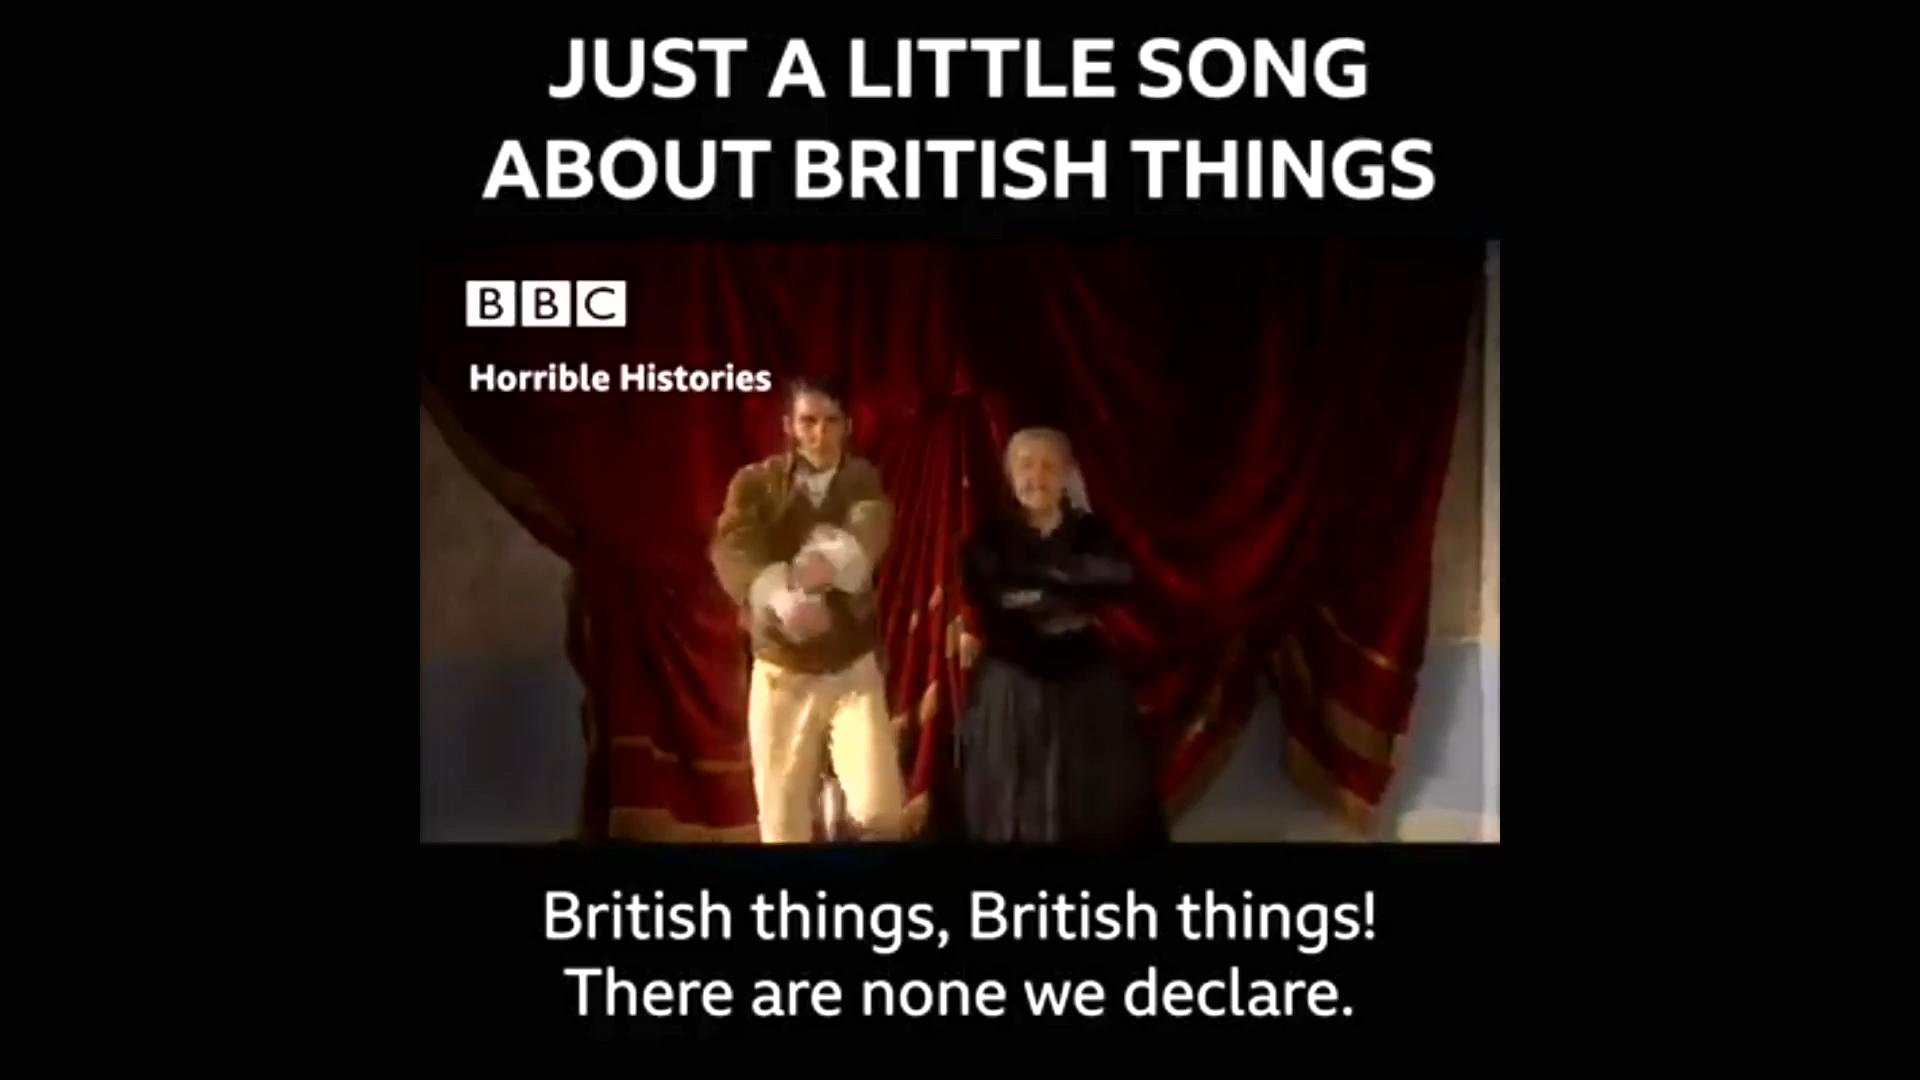 JUST A LITTLE SONG
ABOUT BRITISH THINGS
BBC
Horrible Histories
British things, British things!
There are none we declare.